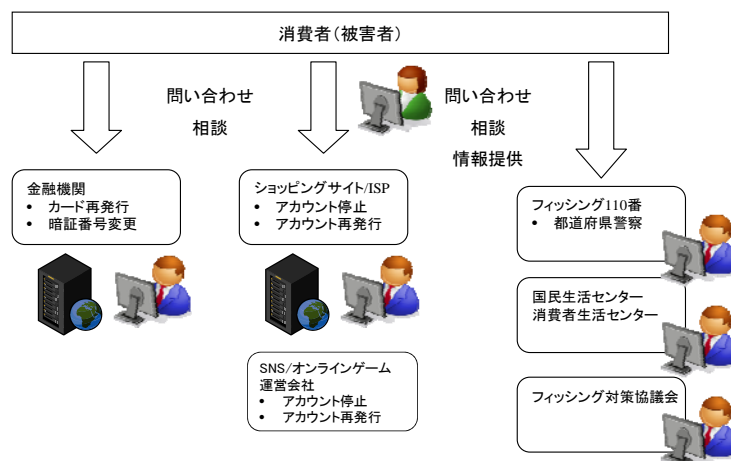 消費者（被害者）
問い合わせ
相談
問い合わせ
相談
情報提供
金融機関
• カード再発行
• 暗証番号変更
ショッピングサイト/ISP
• アカウント停止
• アカウント再発行
SNS/オンラインゲーム
運営会社
• アカウント停止
• アカウント再発行
フィッシング110番
• 都道府県警察
国民生活センター
消費者生活センター
フィッシング対策協議会